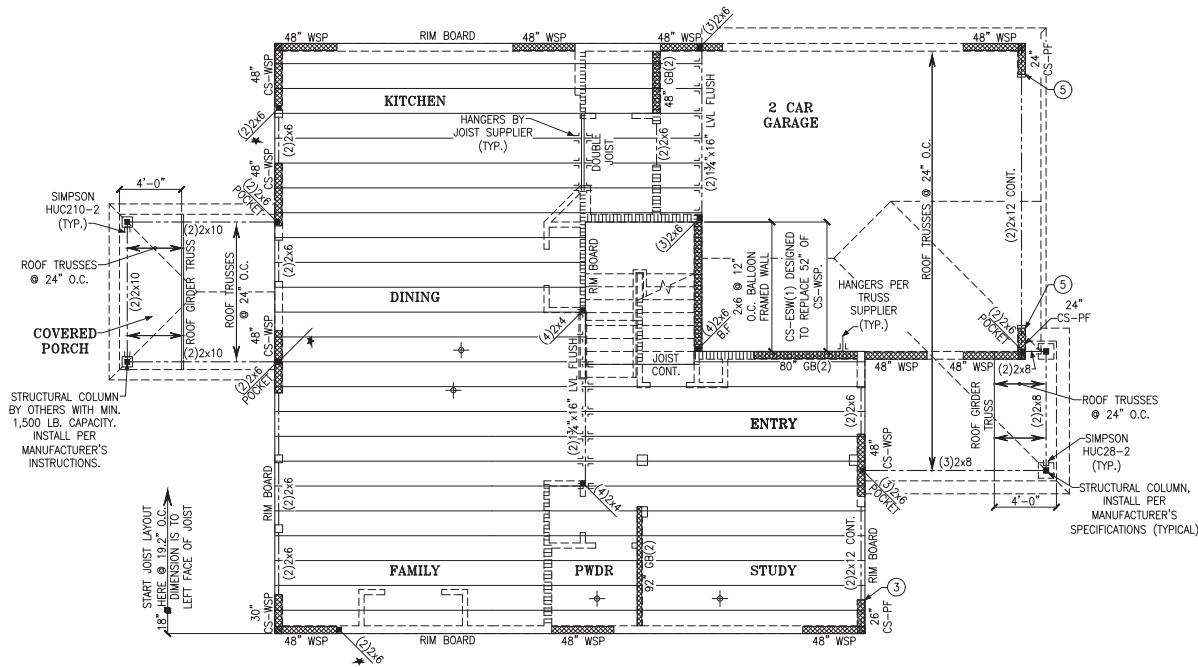 48" WSP
RIM BOARD
48" WSP
48" WSP
(3)2x6
48" WSP
48"
CS-WSP
KITCHEN
48" GB(2)
LVL FLUSH
(2)1¾"x16"
2 CAR
GARAGE
24"
CS-PF
5
(2)2x6
★
(2)2x6
HANGERS BY
JOIST SUPPLIER
(TYP.)
DOUBLE
JOIST
(2)2x6
48"
CS-WSP
(2)2x6
POCKET
4'-0"
SIMPSON
HUC210-2
(TYP.)
(2)2x10
ROOF TRUSSES
@ 24" O.C.
(2)2x10
ROOF GIRDER TRUSS
ROOF TRUSSES
@ 24" O.C.
(2)2x6
COVERED
PORCH
(2)2x10
DINING
RIM BOARD
(3)2x6
2x6 @ 12"
O.C. BALLOON
FRAMED WALL
CS-ESW(1) DESIGNED
TO REPLACE 52" OF
CS-WSP.
ROOF TRUSSES @ 24" O.C.
(2)2x12 CONT.
HANGERS PER
TRUSS
SUPPLIER
(TYP.)
5
(2)2x6
POCKET
24"
CS-PF
48"
CS-WSP
★
(2)2x6
POCKET
(4)2x4
(4)2x6
B.F
JOIST
CONT.
80" GB(2)
48" WSP
48" WSP
(2)2x8
STRUCTURAL COLUMN
BY OTHERS WITH MIN.
1,500 LB. CAPACITY.
INSTALL PER
MANUFACTURER'S
INSTRUCTIONS.
LVL FLUSH
(2)1¾"x16"
ENTRY
(2)2x6
48"
CS-WSP
(3)2x6
POCKET
(3)2x8
ROOF GIRDER
TRUSS
(2)2x8
ROOF TRUSSES
@ 24" O.C.
SIMPSON
HUC28-2
(TYP.)
4'-0"
STRUCTURAL COLUMN,
INSTALL PER
MANUFACTURER'S
SPECIFICATIONS (TYPICAL)
RIM BOARD
(2)2x6
(4)2x4
START JOIST LAYOUT
HERE @ 19.2" O.C.
DIMENSION IS TO
LEFT FACE OF JOIST
18"
(2)2x6
FAMILY
PWDR
92" GB(2)
STUDY
(2)2x12 CONT.
RIM BOARD
3
30"
CS-WSP
26"
CS-PF
48" WSP
(2)2x6
★
RIM BOARD
48" WSP
48" WSP